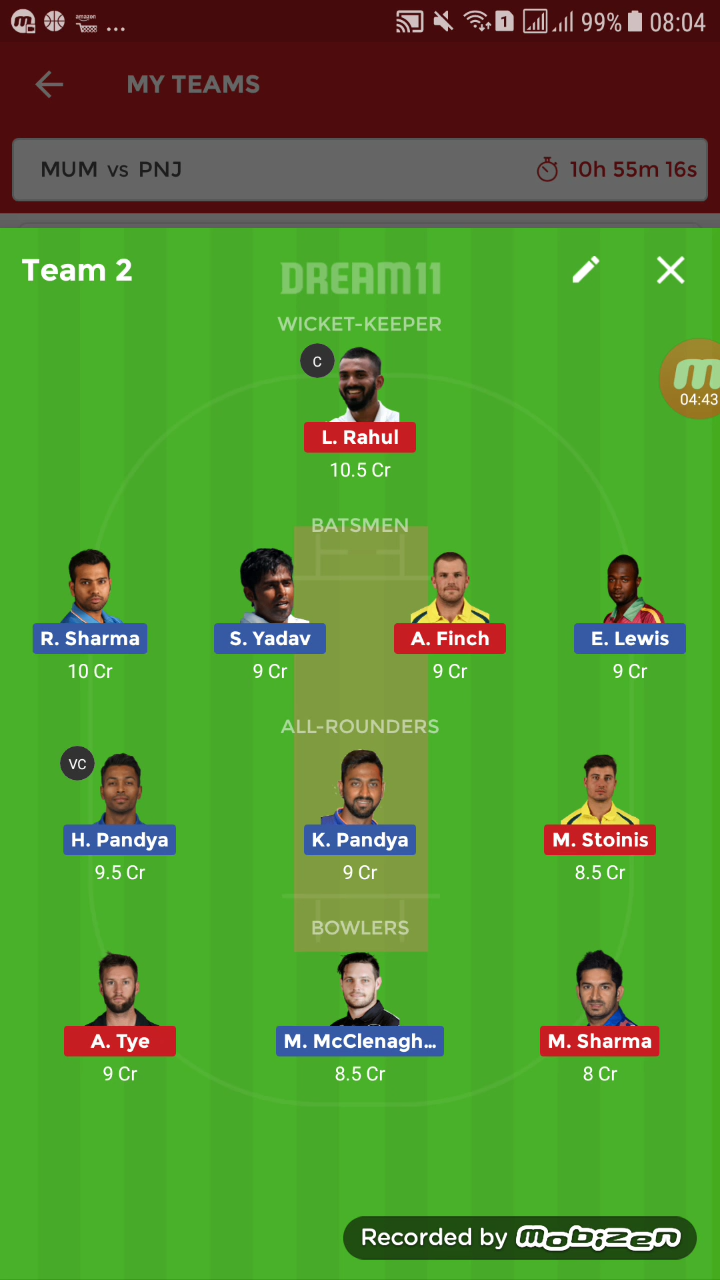 amazon
... 1 99% 08:04
MY TEAMS
MUM vs PNJ 10h 55m 16s
Team 2 DREAM11
WICKET-KEEPER
C
L. Rahul
10.5 Cr
m
04:43
BATSMEN
R. Sharma S. Yadav A. Finch E. Lewis
10 Cr 9 Cr 9 Cr 9 Cr
ALL-ROUNDERS
VC
H. Pandya K. Pandya M. Stoinis
9.5 Cr 9 Cr 8.5 Cr
BOWLERS
A. Tye M. McClenagh... M. Sharma
9 Cr 8.5 Cr 8 Cr
Recorded by mobizen